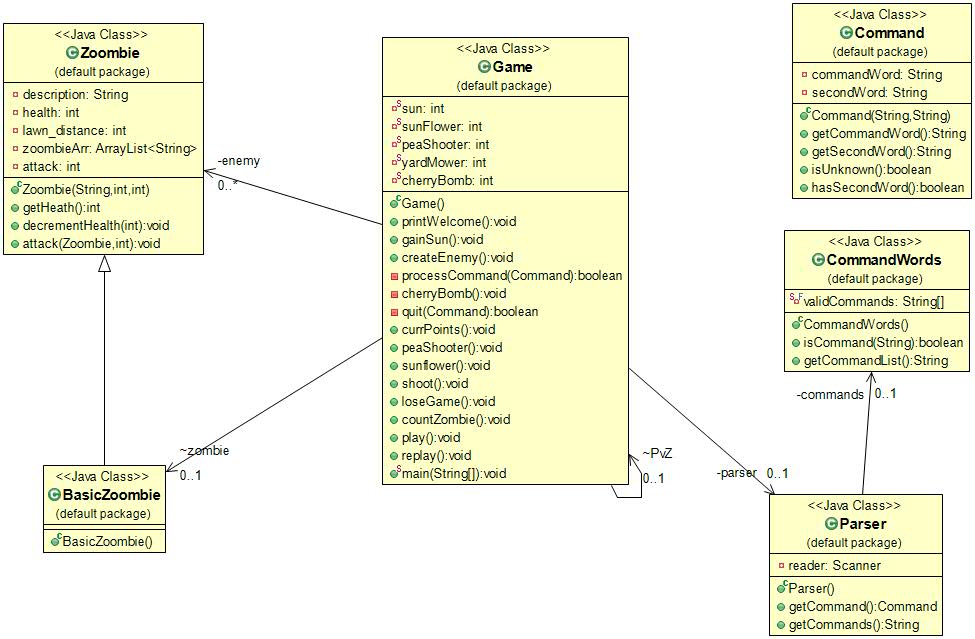 <<Java Class>>
Zoombie
(default package)
description: String
health: int
lawn_distance: int
zoombieArr: ArrayList<String>
attack: int
Zoombie(String,int,int)
getHeath():int
decrementHealth(int):void
attack(Zoombie,int):void
-enemy
0..*
<<Java Class>>
Game
(default package)
sun: int
sunFlower: int
peaShooter: int
yardMower: int
cherryBomb: int
Game()
printWelcome():void
gainSun():void
createEnemy():void
processCommand(Command):boolean
cherryBomb():void
quit(Command):boolean
currPoints():void
peaShooter():void
sunflower():void
shoot():void
loseGame():void
countZombie():void
play():void
replay():void
main(String[]):void
<<Java Class>>
Command
(default package)
commandWord: String
secondWord: String
Command(String,String)
getCommandWord():String
getSecondWord():String
isUnknown():boolean
hasSecondWord():boolean
<<Java Class>>
CommandWords
(default package)
validCommands: String[]
CommandWords()
isCommand(String):boolean
getCommandList():String
-commands
0..1
~zombie
0..1
~PvZ
0..1
-parser
0..1
<<Java Class>>
BasicZoombie
(default package)
BasicZoombie()
<<Java Class>>
Parser
(default package)
reader: Scanner
Parser()
getCommand():Command
getCommands():String